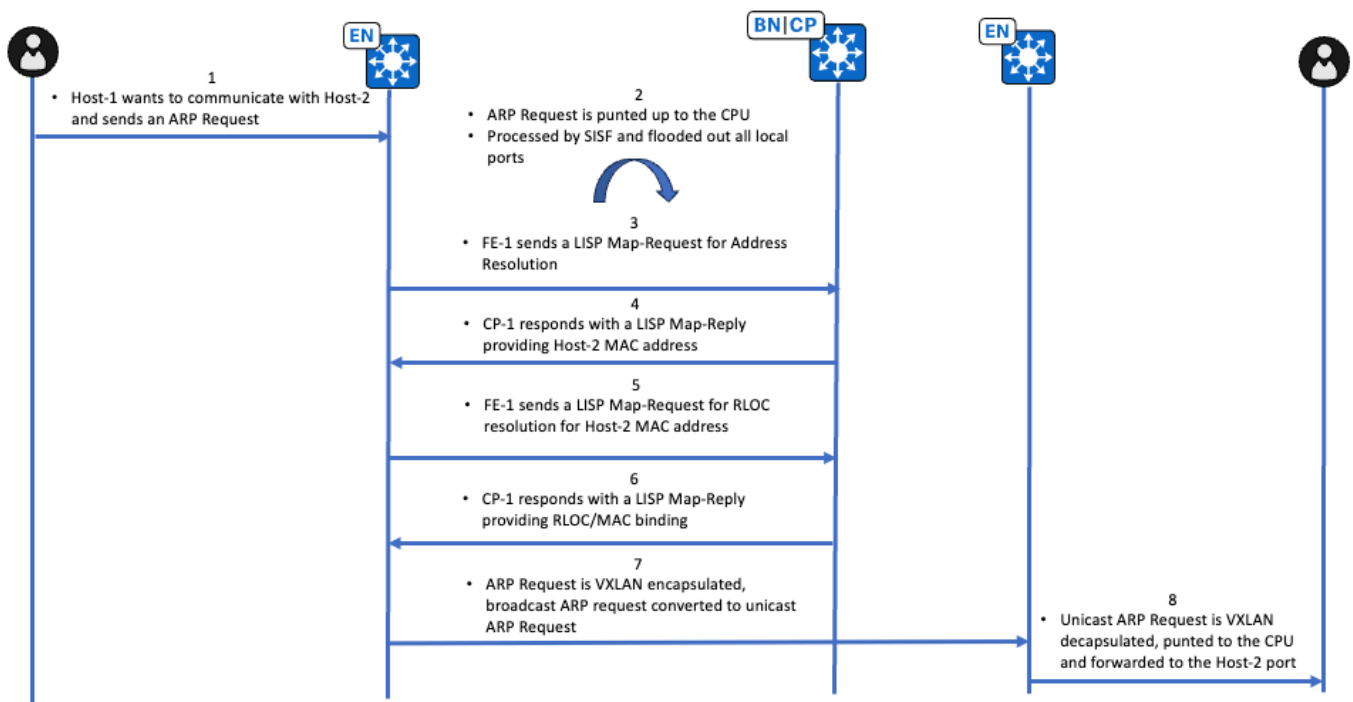 EN
BN|CP
EN
1
• Host-1 wants to communicate with Host-2
and sends an ARP Request
2
• ARP Request is punted up to the CPU
• Processed by SISF and flooded out all local
ports
3
• FE-1 sends a LISP Map-Request for Address
Resolution
4
• CP-1 responds with a LISP Map-Reply
providing Host-2 MAC address
5
• FE-1 sends a LISP Map-Request for RLOC
resolution for Host-2 MAC address
6
• CP-1 responds with a LISP Map-Reply
providing RLOC/MAC binding
7
• ARP Request is VXLAN encapsulated,
broadcast ARP request converted to unicast
ARP Request
8
• Unicast ARP Request is VXLAN
decapsulated, punted to the CPU
and forwarded to the Host-2 port